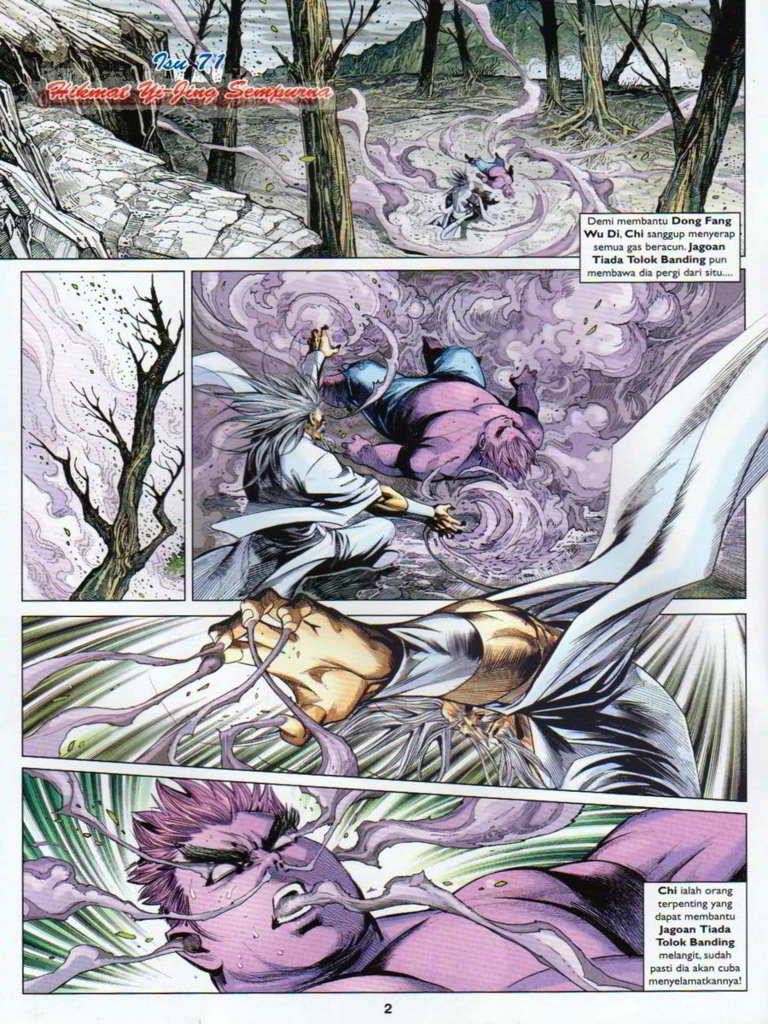 Isu 71
Hikmat Yi-Jing Sempurna
Demi membantu Dong Fang
Wu Di, Chi sanggup menyerap
semua gas beracun. Jagoan
Tiada Tolok Banding pun
membawa dia pergi dari situ....
Chi ialah orang
terpenting yang
dapat membantu
Jagoan Tiada
Tolok Banding
melangit, sudah
pasti dia akan cuba
menyelamatkannya!
2